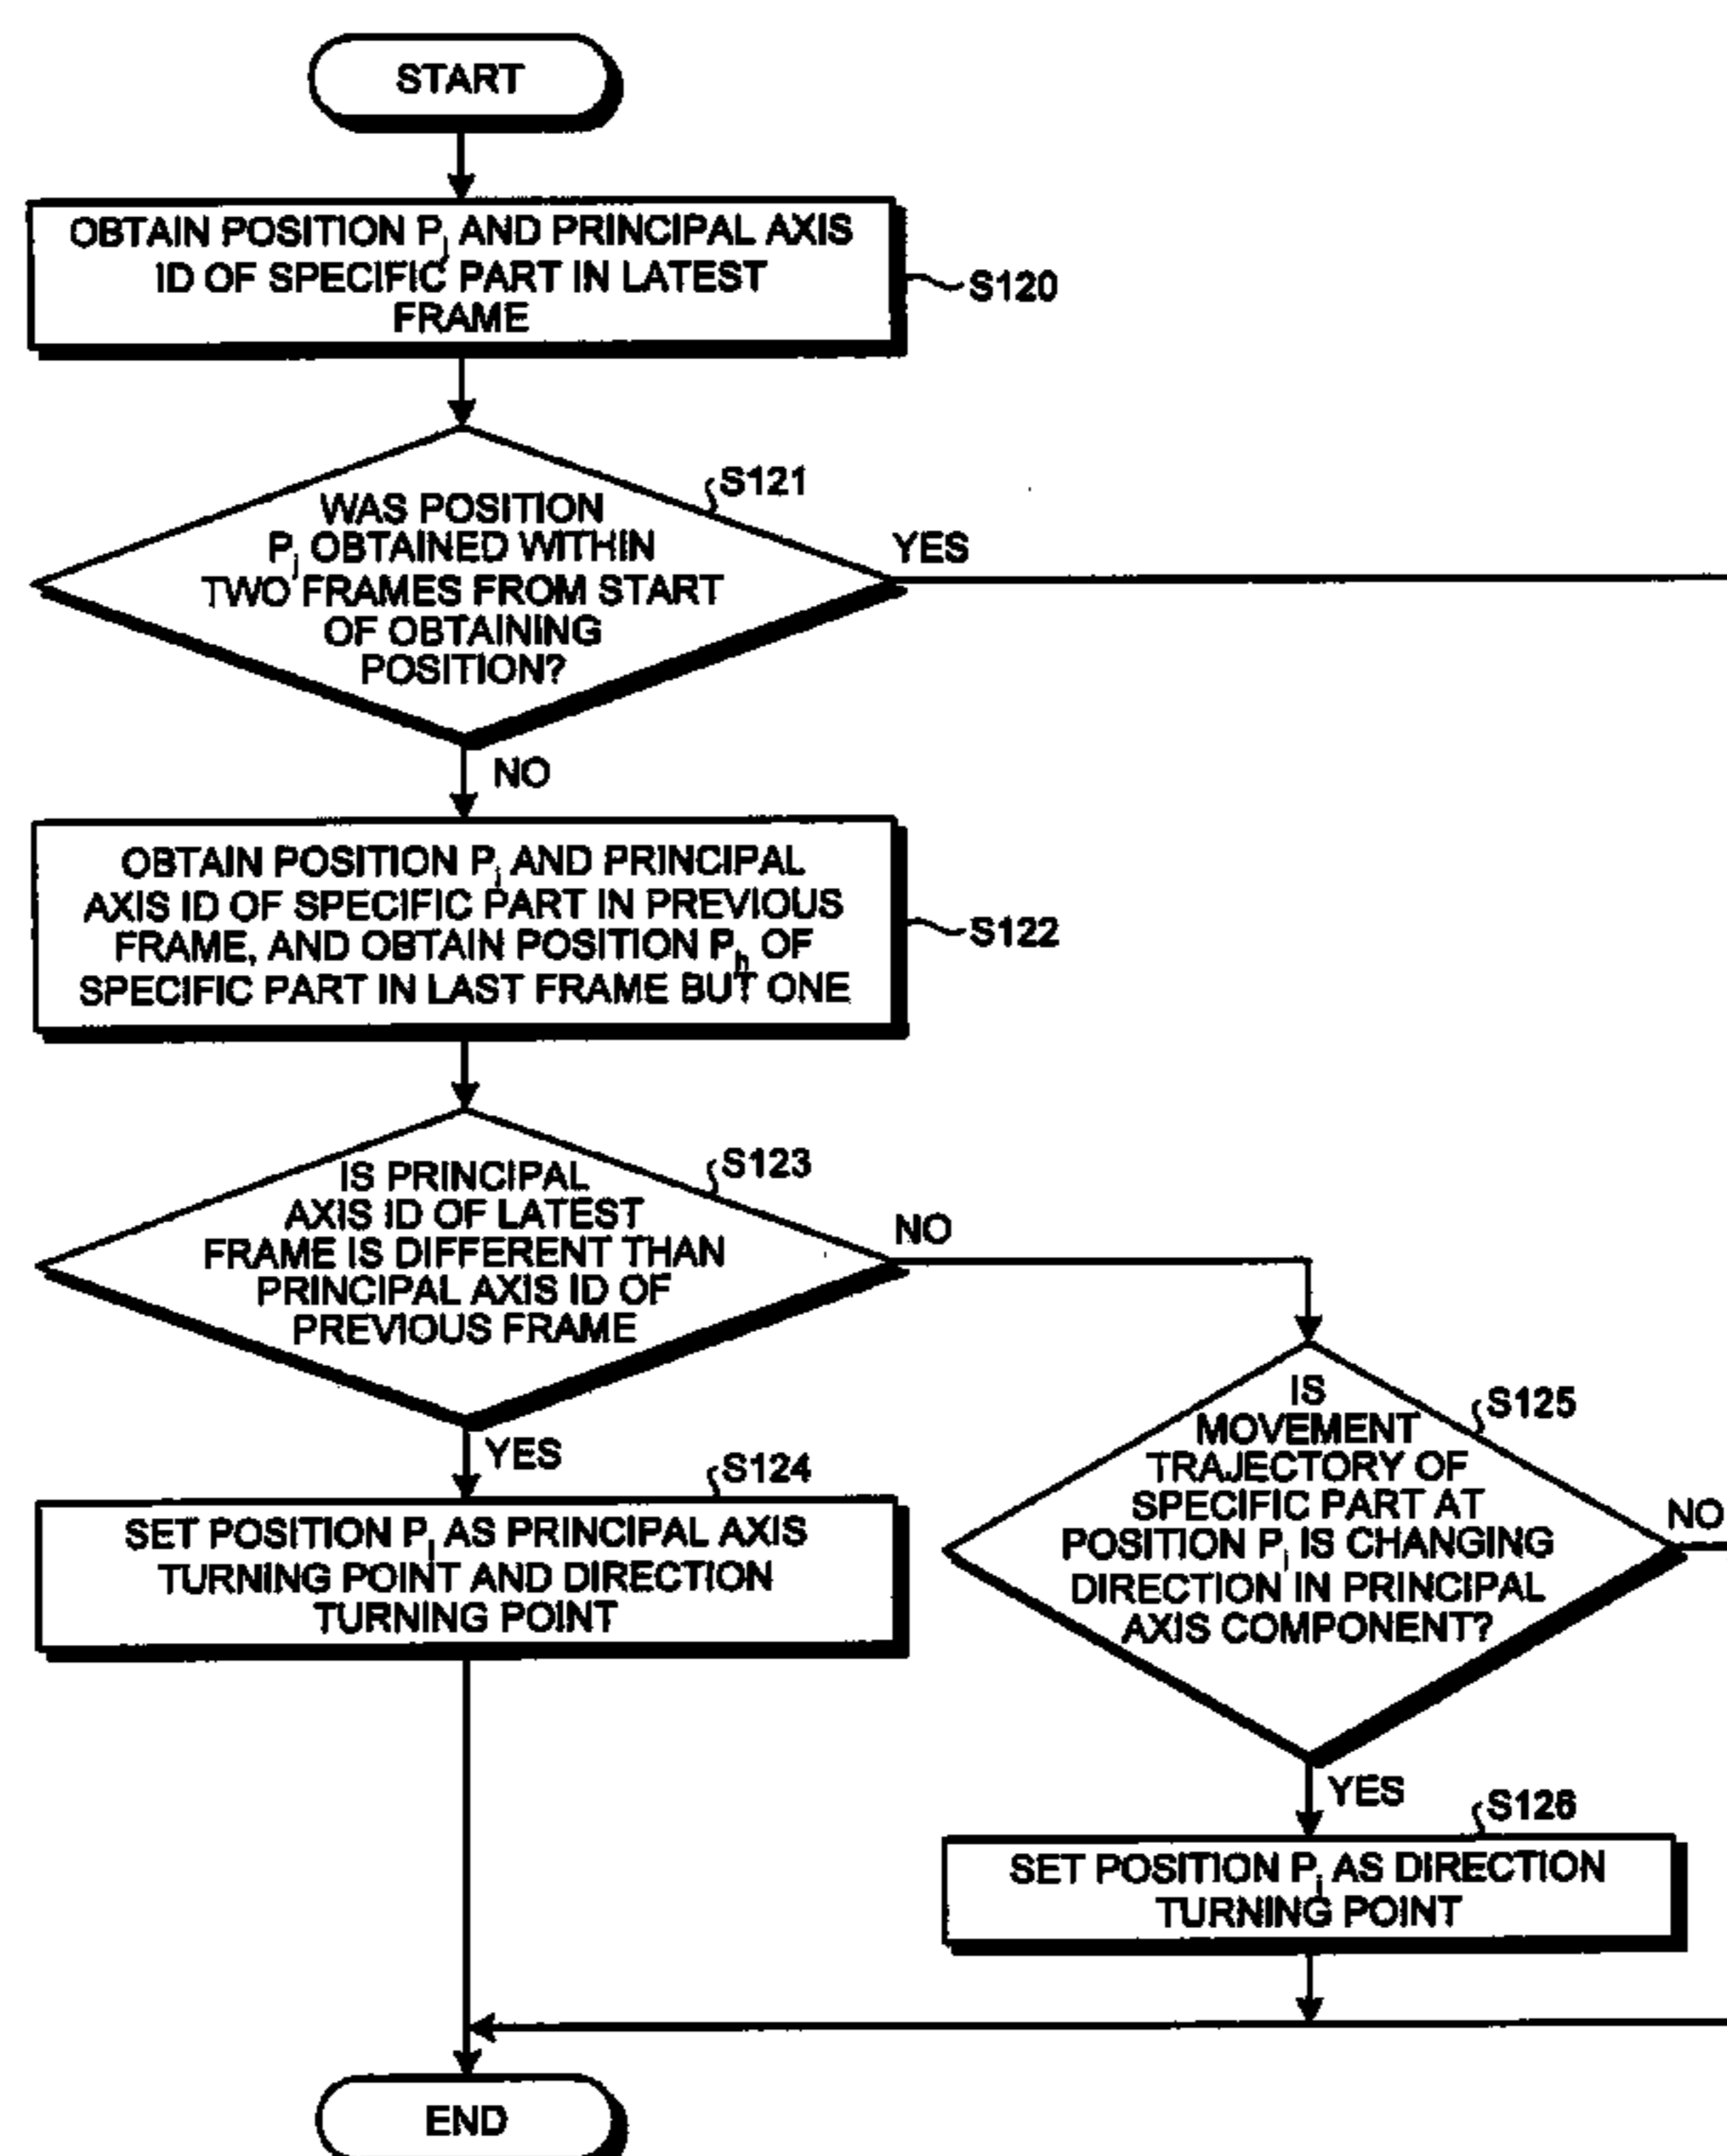 START
OBTAIN POSITION Pj AND PRINCIPAL AXIS
ID OF SPECIFIC PART IN LATEST
FRAME
S120
S121
WAS POSITION
Pj OBTAINED WITHIN
TWO FRAMES FROM START
OF OBTAINING
POSITION?
YES
NO
OBTAIN POSITION Pi AND PRINCIPAL
AXIS ID OF SPECIFIC PART IN PREVIOUS
FRAME, AND OBTAIN POSITION Ph OF
SPECIFIC PART IN LAST FRAME BUT ONE
S122
S123
IS PRINCIPAL
AXIS ID OF LATEST
FRAME IS DIFFERENT THAN
PRINCIPAL AXIS ID OF
PREVIOUS FRAME
NO
YES
S124
SET POSITION Pi AS PRINCIPAL AXIS
TURNING POINT AND DIRECTION
TURNING POINT
S125
IS
MOVEMENT
TRAJECTORY OF
SPECIFIC PART AT
POSITION Pi IS CHANGING
DIRECTION IN PRINCIPAL
AXIS COMPONENT?
NO
YES
S126
SET POSITION Pi AS DIRECTION
TURNING POINT
END